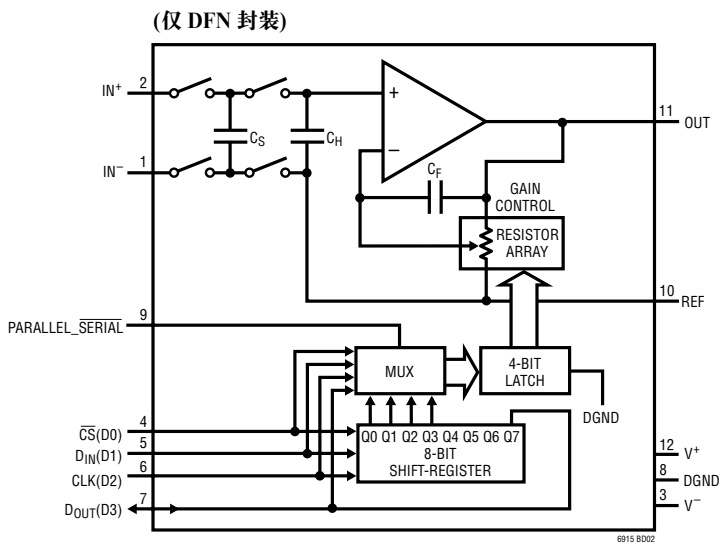 (仅 DFN 封装)
IN+
2
CS
CH
IN–
1
+
–
CF
11
OUT
GAIN
CONTROL
RESISTOR
ARRAY
10
REF
9
PARALLEL_SERIAL
MUX
4-BIT
LATCH
DGND
4
CS(D0)
5
DIN(D1)
6
CLK(D2)
7
DOUT(D3)
Q0 Q1 Q2 Q3 Q4 Q5 Q6 Q7
8-BIT
SHIFT-REGISTER
12
V+
8
DGND
3
V–
6915 BD02